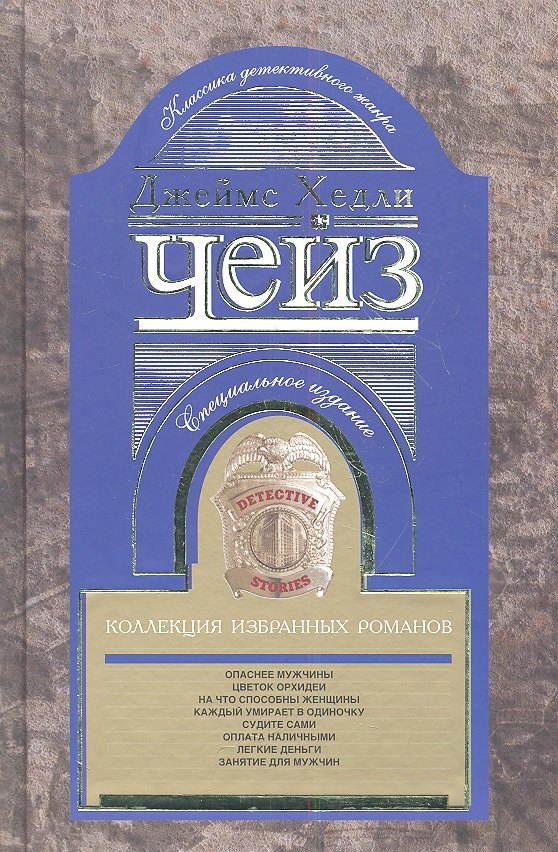 Классика детективного жанра
Джеймс Хедли
Чейз
Специальное издание
DETECTIVE
STORIES
КОЛЛЕКЦИЯ ИЗБРАННЫХ РОМАНОВ
ОПАСНЕЕ МУЖЧИНЫ
ЦВЕТОК ОРХИДЕИ
НА ЧТО СПОСОБНЫ ЖЕНЩИНЫ
КАЖДЫЙ УМИРАЕТ В ОДИНОЧКУ
СУДИТЕ САМИ
ОПЛАТА НАЛИЧНЫМИ
ЛЕГКИЕ ДЕНЬГИ
ЗАНЯТИЕ ДЛЯ МУЖЧИН